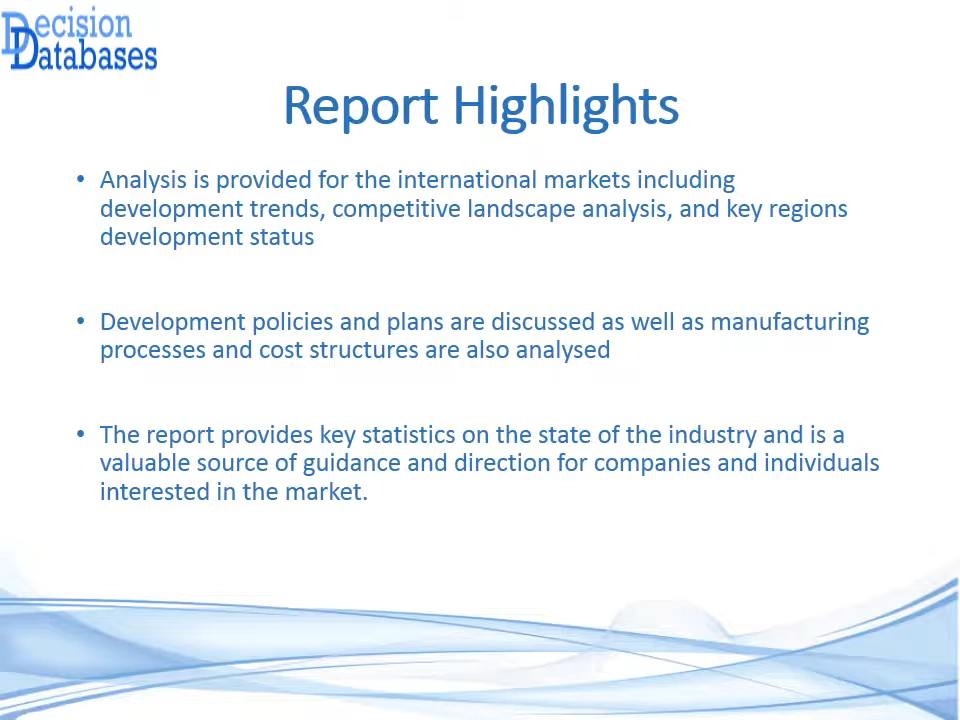 Decision
Databases
Report Highlights
• Analysis is provided for the international markets including
development trends, competitive landscape analysis, and key regions
development status
• Development policies and plans are discussed as well as manufacturing
processes and cost structures are also analysed
• The report provides key statistics on the state of the industry and is a
valuable source of guidance and direction for companies and individuals
interested in the market.